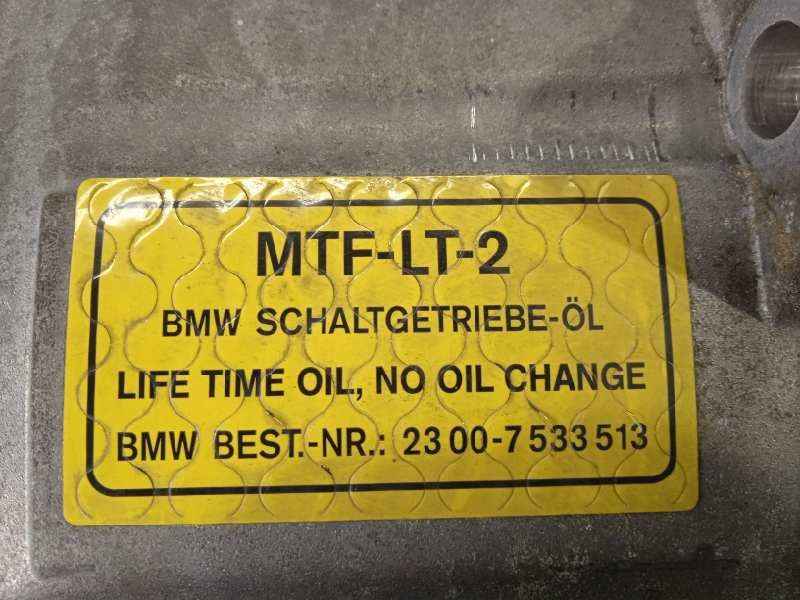 MTF-LT-2
BMW SCHALTGETRIEBE-ÖL
LIFE TIME OIL, NO OIL CHANGE
BMW BEST.-NR.: 23 00-7 533 513